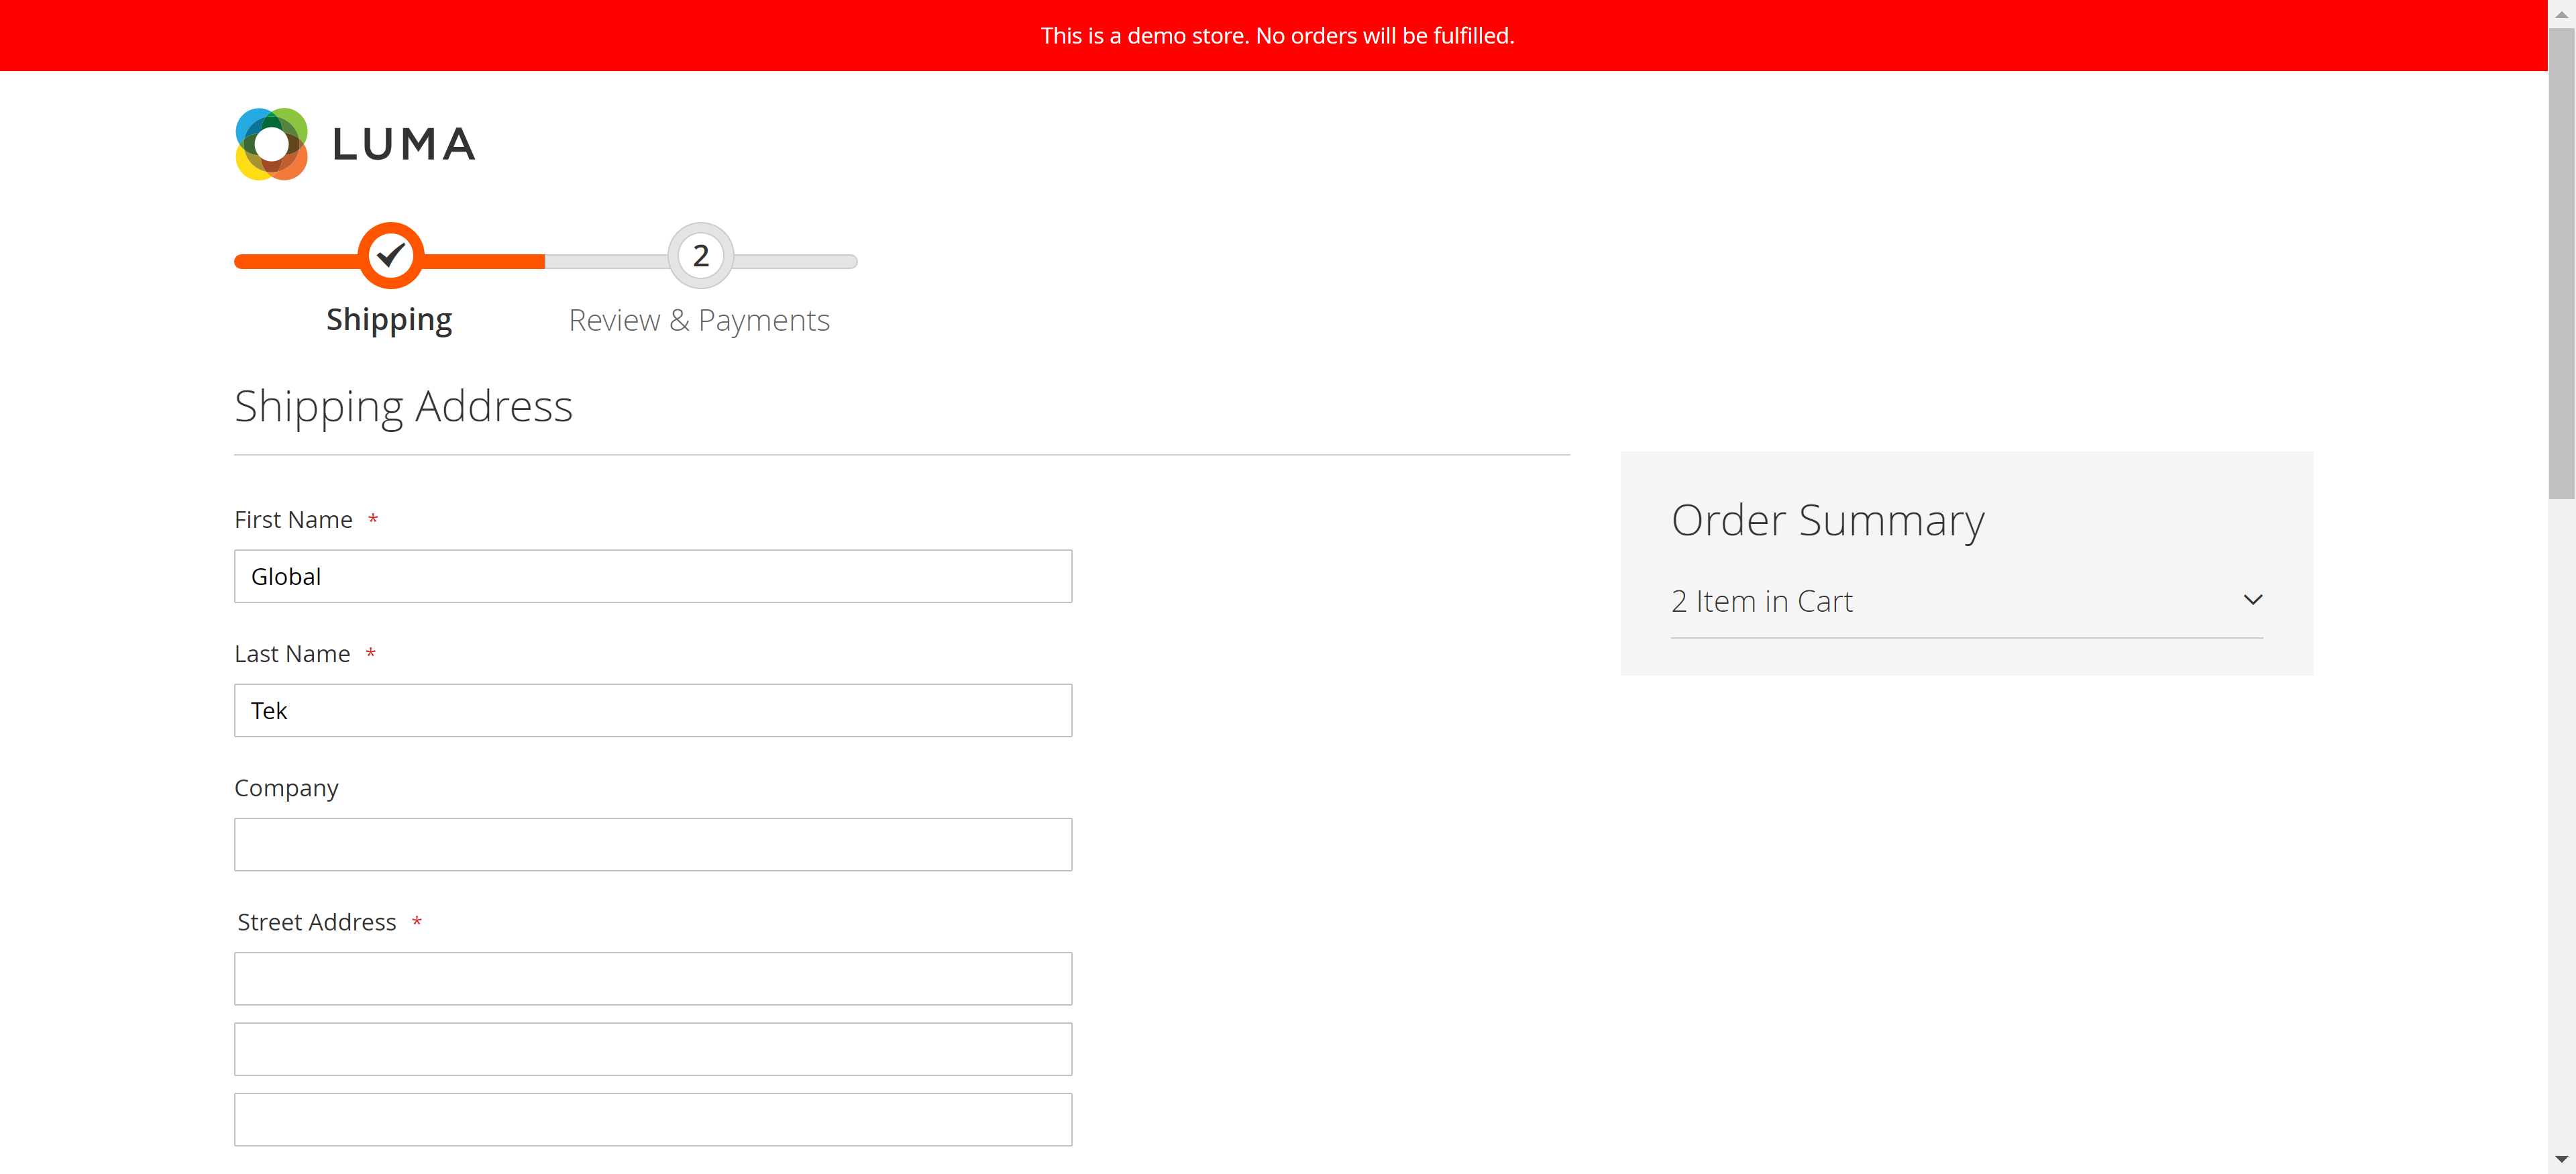 This is a demo store. No orders will be fulfilled.
LUMA
2
Shipping
Review & Payments
Shipping Address
First Name *
Global
Last Name *
Tek
Company
Street Address *
Order Summary
2 Item in Cart